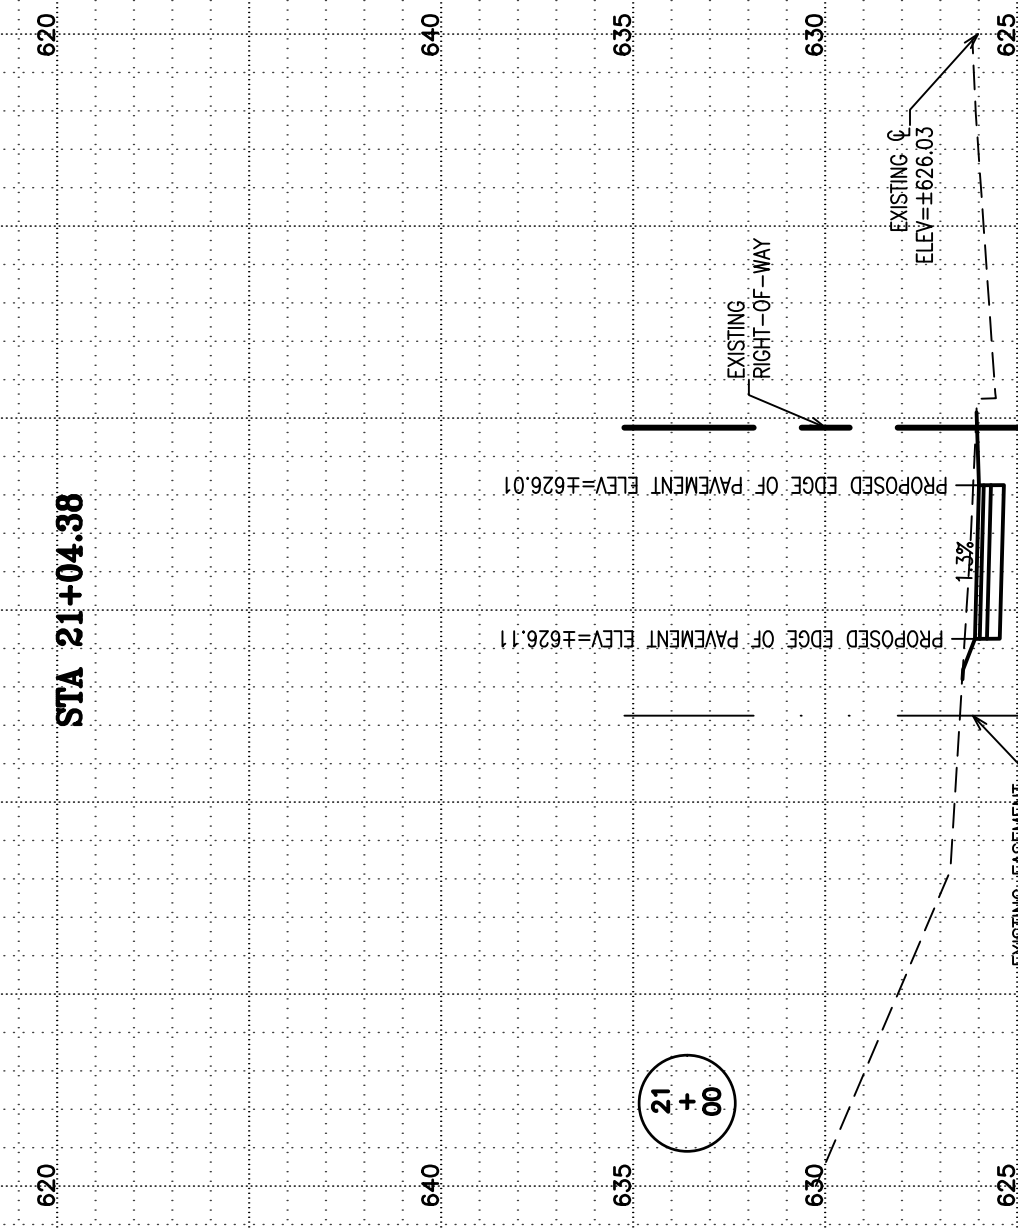 620
640
635
630
625
EXISTING ℄
ELEV=±626.03
EXISTING
RIGHT-OF-WAY
PROPOSED EDGE OF PAVEMENT ELEV=±626.01
1.3%
PROPOSED EDGE OF PAVEMENT ELEV=±626.11
STA 21+04.38
EXISTING EASEMENT
21
+
00
620
640
635
630
625